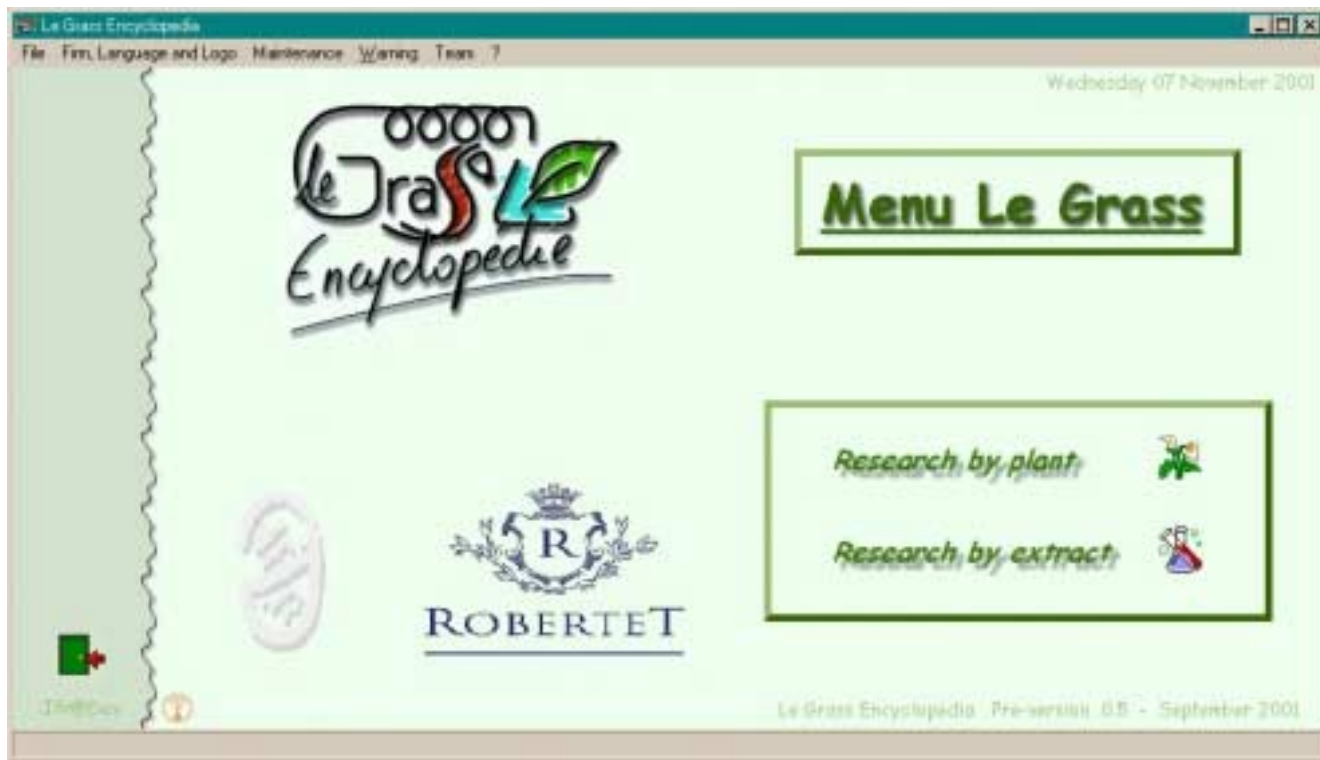 Le Grass Encyclopedia
File Firm, Language and Logo Maintenance Warning Team ?
Wednesday 07 November 2001
le Grass
Encyclopedie
Menu Le Grass
Research by plant
Research by extract
R
ROBERTET
Le Grass Encyclopedia Pre-version 0.5 - September 2001